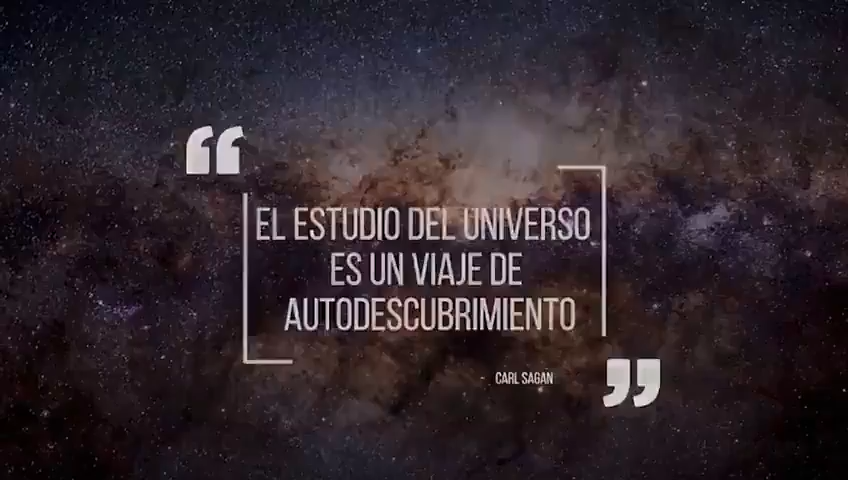 “
EL ESTUDIO DEL UNIVERSO
ES UN VIAJE DE
AUTODESCUBRIMIENTO
CARL SAGAN
”